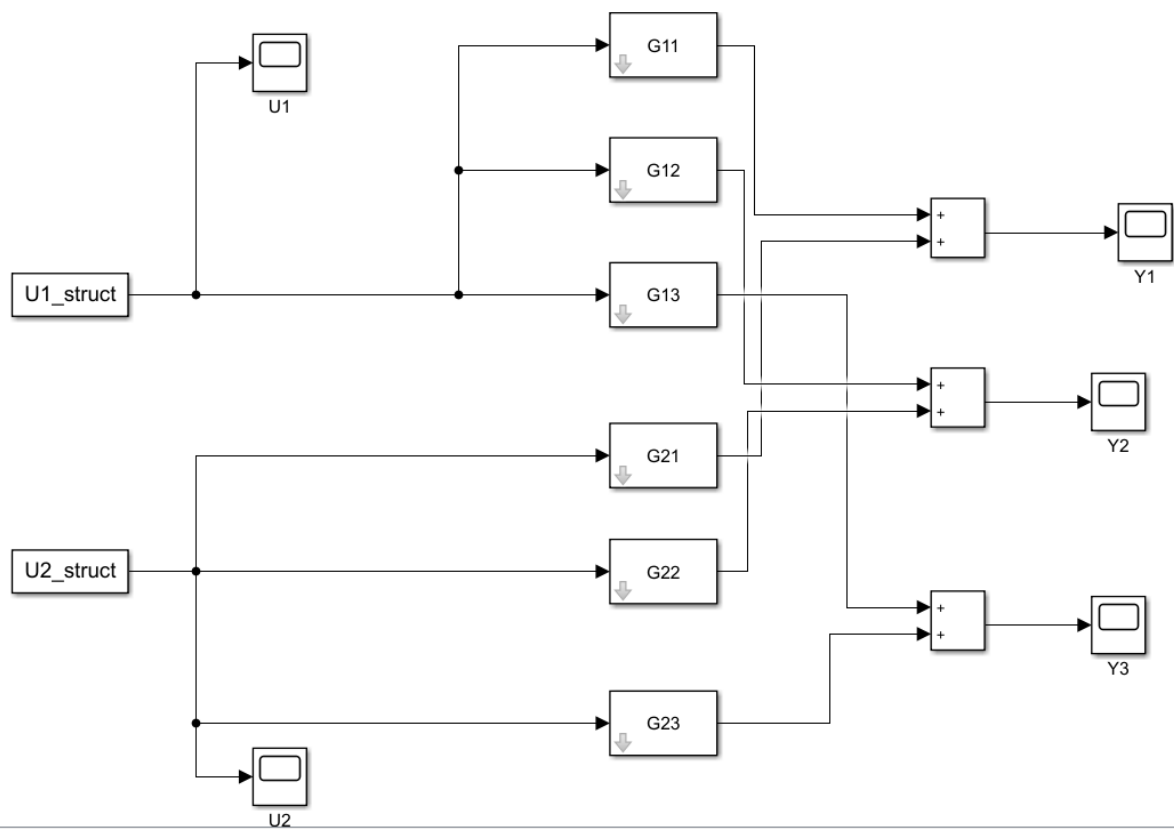 G11
U1
G12
+
+
Y1
U1_struct
G13
+
+
Y2
G21
U2_struct
G22
+
+
Y3
G23
U2